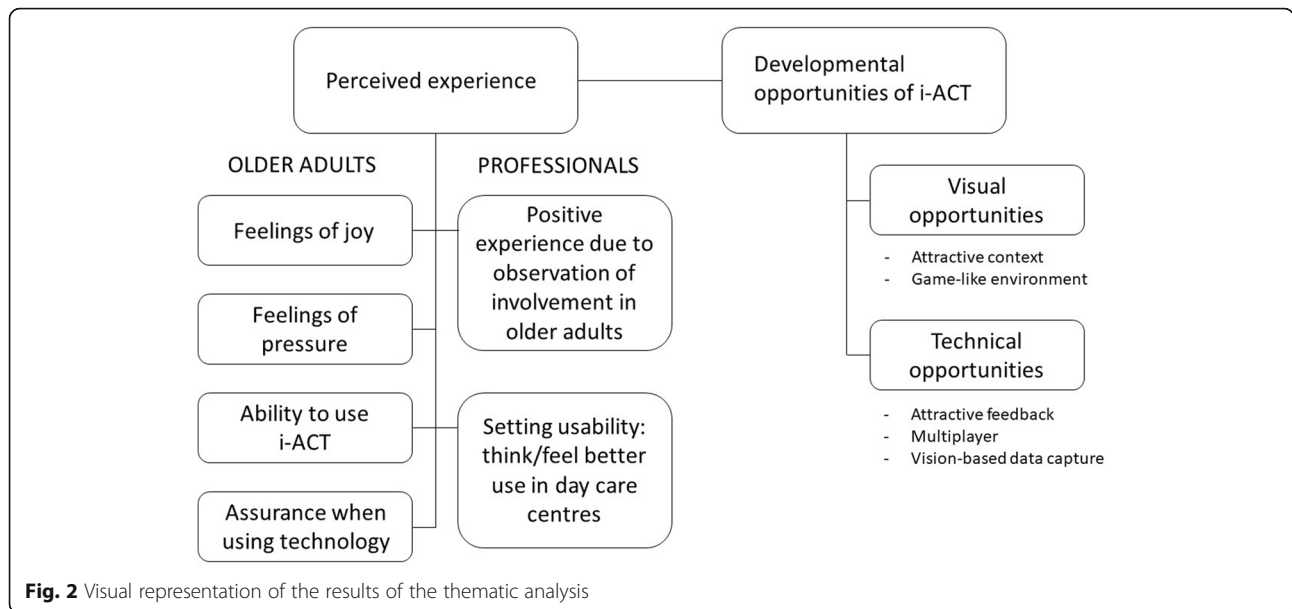 Perceived experience
Developmental
opportunities of i-ACT
OLDER ADULTS
Feelings of joy
Feelings of
pressure
Ability to use
i-ACT
Assurance when
using technology
PROFESSIONALS
Positive
experience due to
observation of
involvement in
older adults
Setting usability:
think/feel better
use in day care
centres
Visual
opportunities
- Attractive context
- Game-like environment
Technical
opportunities
- Attractive feedback
- Multiplayer
- Vision-based data capture
Fig. 2 Visual representation of the results of the thematic analysis